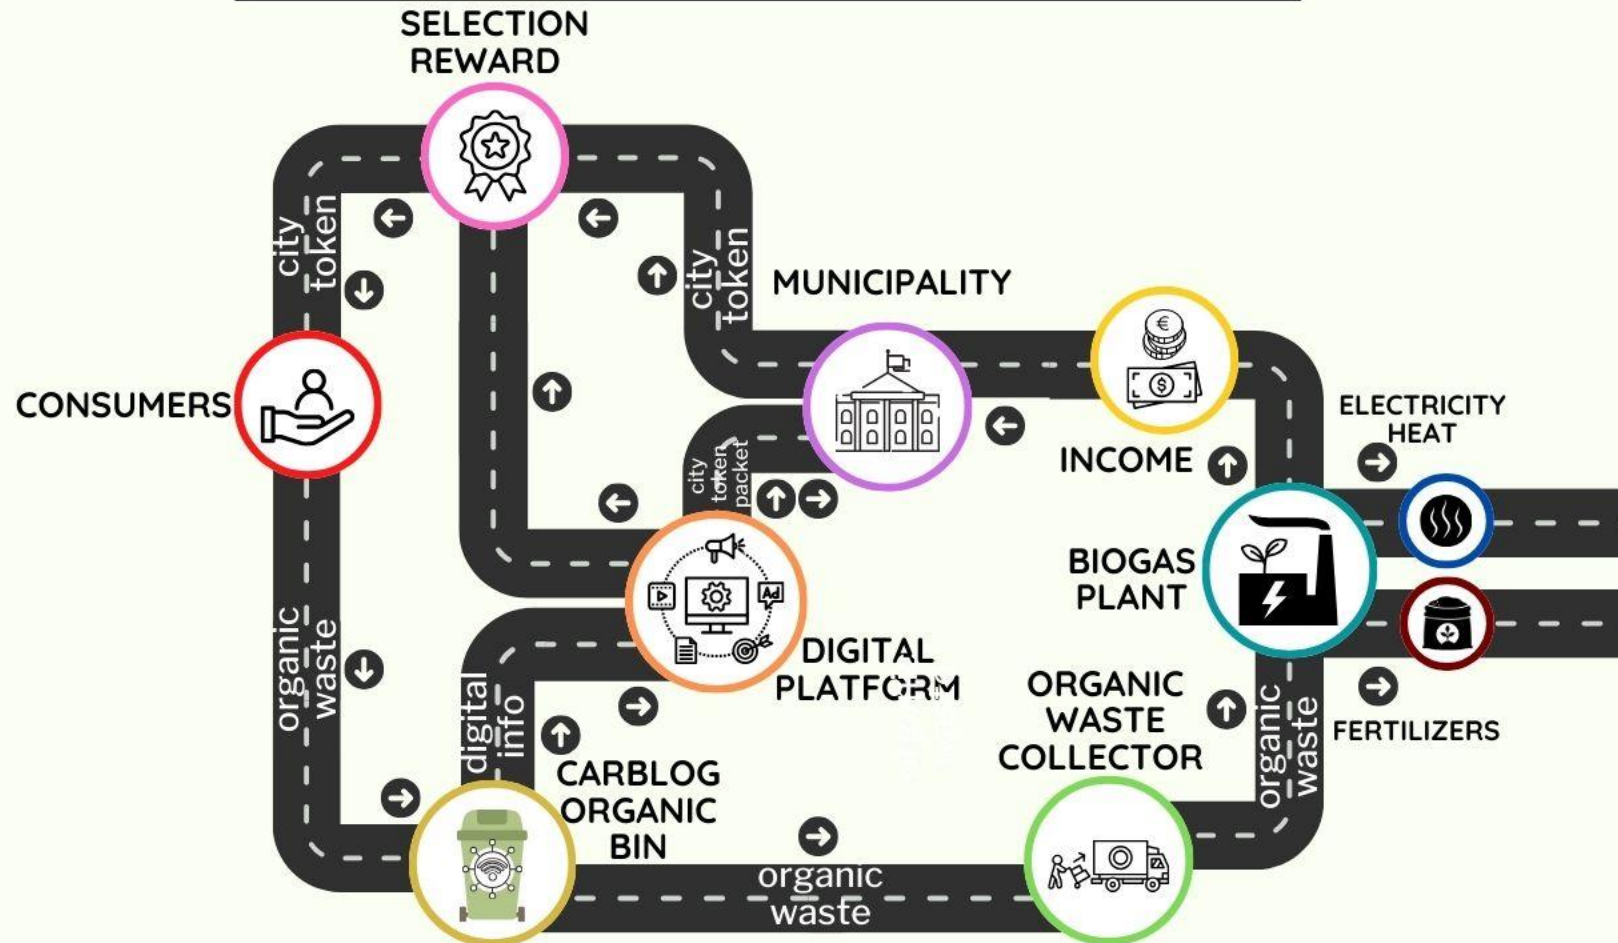 SELECTION
REWARD
city
token
city
token
MUNICIPALITY
€
$
CONSUMERS
ELECTRICITY
HEAT
INCOME
city
token
packet
BIOGAS
PLANT
Ad
DIGITAL
PLATFORM
organic
waste
digital
info
ORGANIC
WASTE
COLLECTOR
organic
waste
FERTILIZERS
CARBLOG
ORGANIC
BIN
organic
waste